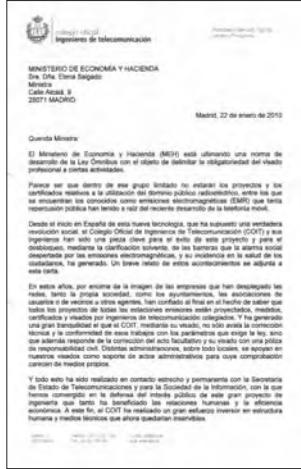 colegio oficial
ingenieros de telecomunicación
MINISTERIO DE ECONOMÍA Y HACIENDA
Sra. Dña. Elena Salgado
Ministra
Calle Alcalá, 9
28071 MADRID
Madrid, 22 de enero de 2010
Querida Ministra:
El Ministerio de Economía y Hacienda (MEH) está ultimando una norma de
desarrollo de la Ley Ómnibus con el objeto de delimitar la obligatoriedad del visado
profesional a ciertas actividades.
Parece ser que dentro de ese grupo limitado no estarán los proyectos y los
certificados relativos a la utilización del dominio público radioeléctrico, entre los que
se encuentran los conocidos como emisiones electromagnéticas (EMR) que tanta
repercusión pública han tenido a raíz del reciente desarrollo de la telefonía móvil.
Desde el inicio en España de esta nueva tecnología, que ha supuesto una verdadera
revolución social, el Colegio Oficial de Ingenieros de Telecomunicación (COIT) y sus
ingenieros han sido una pieza clave para el éxito de este proyecto y para el
desbloqueo, mediante la clarificación solvente, de las barreras que la alarma social
despertada por las emisiones electromagnéticas, y su incidencia en la salud de los
ciudadanos, ha generado. Un breve relato de estos acontecimientos se adjunta a
esta carta.
En estos años, por encima de la imagen de las empresas que han desplegado las
redes, tanto la propia sociedad, como los ayuntamientos, las asociaciones de
usuarios o de vecinos u otros agentes, han confiado al final en el hecho de saber que
todos los proyectos de todas las estaciones emisoras están proyectados, medidos,
certificados y visados por ingenieros de telecomunicación colegiados. Y ha generado
una gran tranquilidad el que el COIT, mediante su visado, no sólo avala la corrección
técnica y la conformidad de esos trabajos con los parámetros que exige la ley, sino
que además responde de la corrección del acto facultativo y su visado con una póliza
de responsabilidad civil. Distintas administraciones, sobre todo locales, se apoyan en
nuestros visados como soporte de actos administrativos para cuya comprobación
carecen de medios propios.
Y todo esto ha sido realizado en contacto estrecho y permanente con la Secretaría
de Estado de Telecomunicaciones y para la Sociedad de la Información, con la que
hemos convergido en la defensa del interés público de este gran proyecto de
ingeniería que tanto ha beneficiado las relaciones humanas y la eficiencia
económica. A este fin, el COIT ha realizado un gran esfuerzo inversor en estructura
humana y medios técnicos que ahora quedarían inservibles.